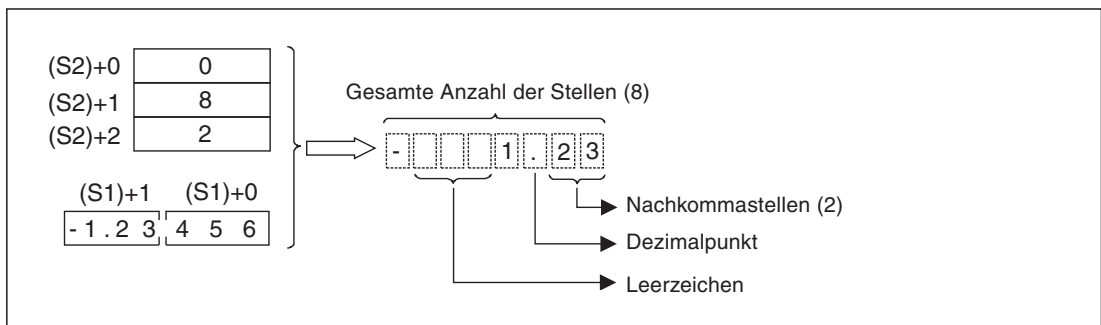 (S2)+0 0
(S2)+1 8
(S2)+2 2
Gesamte Anzahl der Stellen (8)
- 1 . 2 3
(S1)+1 (S1)+0
- 1 . 2 3 4 5 6
Nachkommastellen (2)
Dezimalpunkt
Leerzeichen